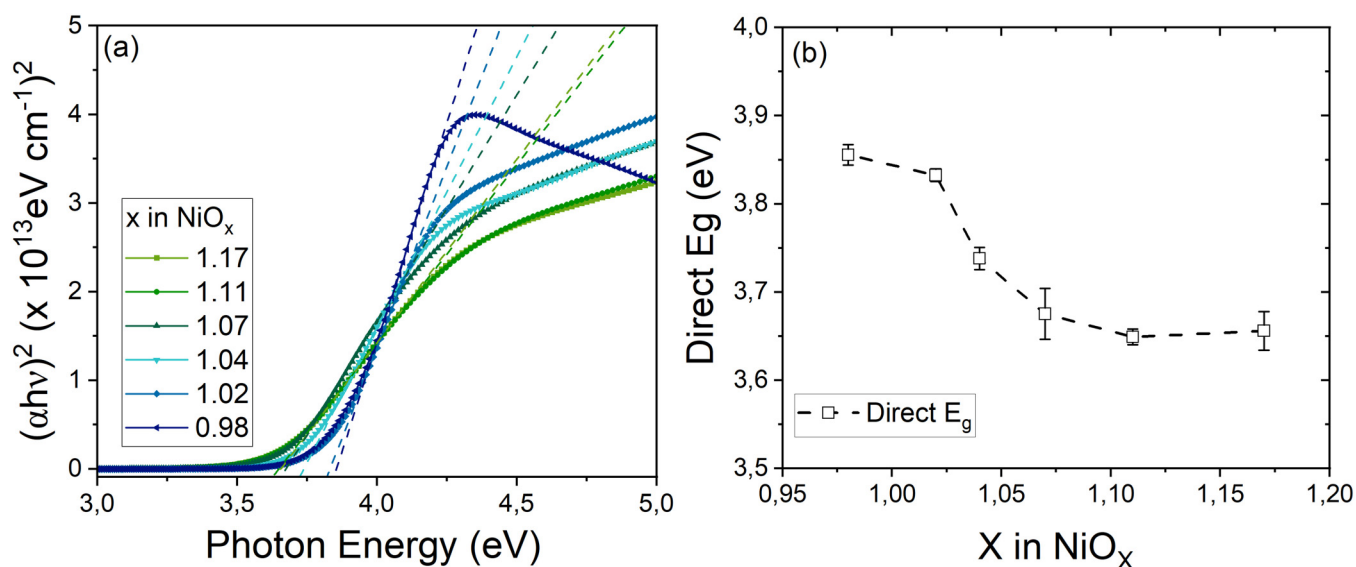 (a)
(αhν)² (x 10¹³eV cm⁻¹)²
5
4
3
2
1
0
x in NiOₓ
1.17
1.11
1.07
1.04
1.02
0.98
3,0 3,5 4,0 4,5 5,0
Photon Energy (eV)
(b)
Direct Eg (eV)
4,0
3,9
3,8
3,7
3,6
3,5
Direct E_g
0,95 1,00 1,05 1,10 1,15 1,20
X in NiOₓ